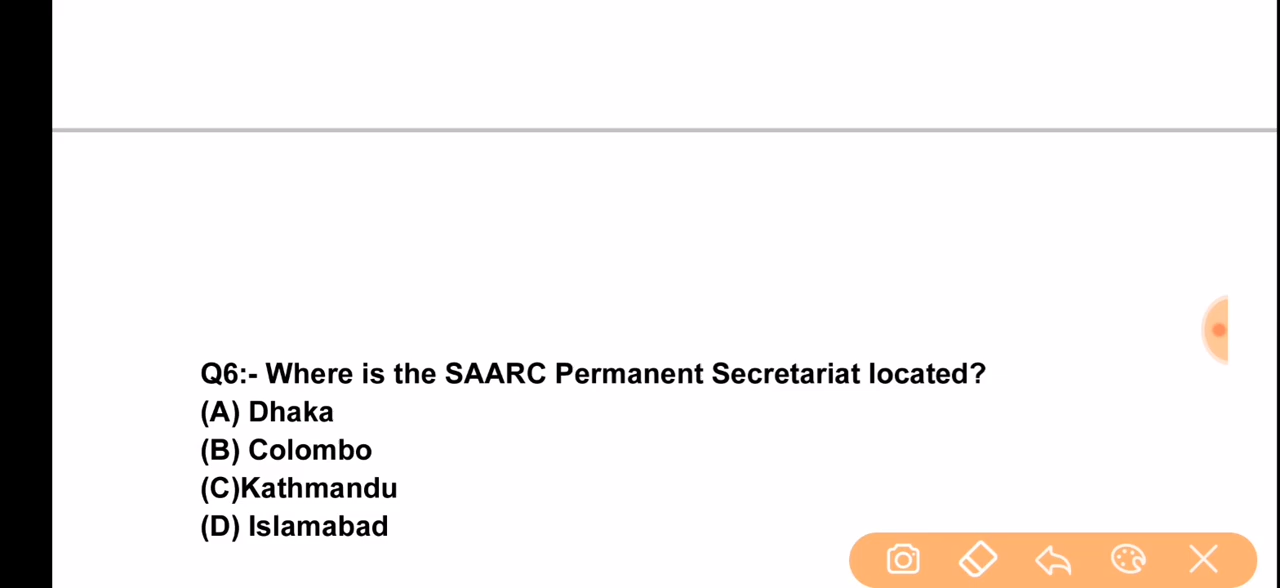 Q6:- Where is the SAARC Permanent Secretariat located?
(A) Dhaka
(B) Colombo
(C)Kathmandu
(D) Islamabad